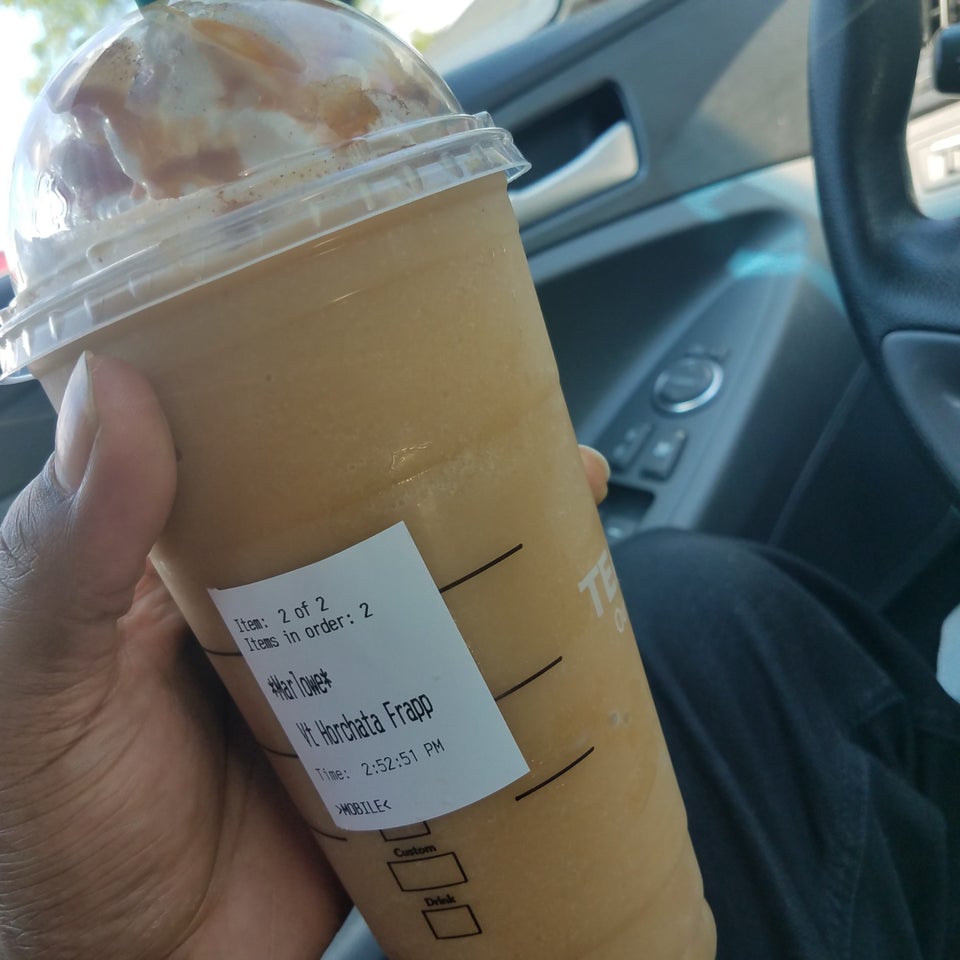 Item: 2 of 2
Items in order: 2
*Marlowe*
Vt Horchata Frapp
Time: 2:52:51 PM
>MOBILE<
Custom
Drink
TE